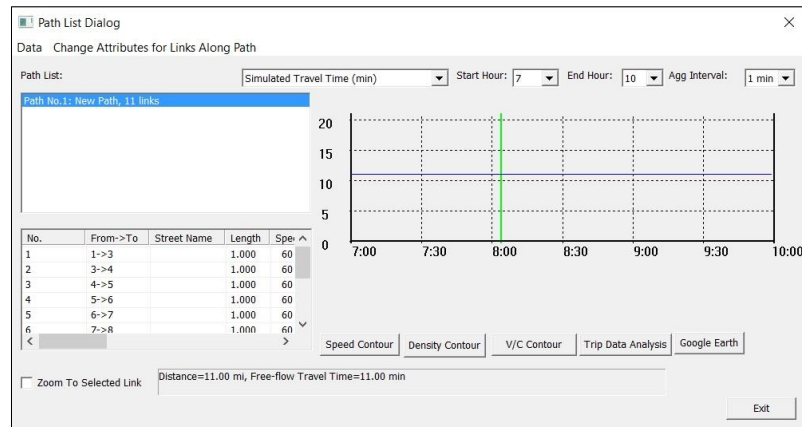 Path List Dialog
Data Change Attributes for Links Along Path
Path List:
Simulated Travel Time (min)
Start Hour: 7
End Hour: 10
Agg Interval: 1 min
Path No.1: New Path, 11 links
20
15
10
5
0
7:00 7:30 8:00 8:30 9:00 9:30 10:00
No. From->To Street Name Length Spe
1 1->3 1.000 60
2 3->4 1.000 60
3 4->5 1.000 60
4 5->6 1.000 60
5 6->7 1.000 60
6 7->8 1.000 60
Speed Contour Density Contour V/C Contour Trip Data Analysis Google Earth
Zoom To Selected Link
Distance=11.00 mi, Free-flow Travel Time=11.00 min
Exit